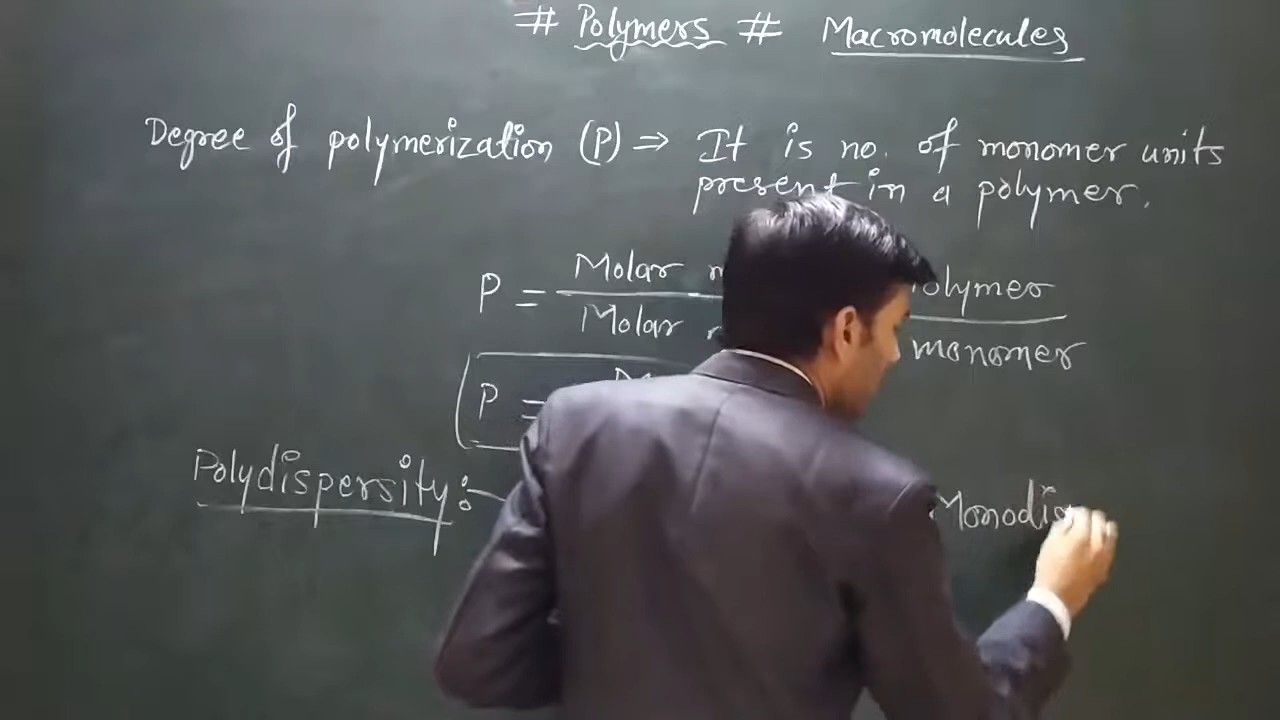 # Polymers # Macromolecules
Degree of polymerization (P) ⇒ It is no. of monomer units
present in a polymer.
P = Molar
polymer
Molar
monomer
P =
Polydispersity :-
Monodis